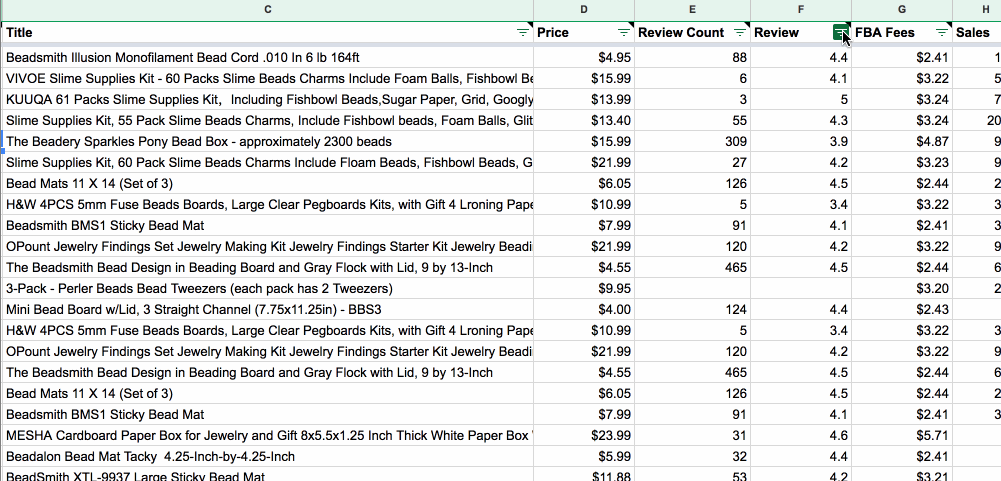 C D E F G H
Title Price Review Count Review FBA Fees Sales
Beadsmith Illusion Monofilament Bead Cord .010 In 6 lb 164ft $4.95 88 4.4 $2.41 1
VIVOE Slime Supplies Kit - 60 Packs Slime Beads Charms Include Foam Balls, Fishbowl Be $15.99 6 4.1 $3.22 5
KUUQA 61 Packs Slime Supplies Kit, Including Fishbowl Beads,Sugar Paper, Grid, Googly $13.99 3 5 $3.24 7
Slime Supplies Kit, 55 Pack Slime Beads Charms, Include Fishbowl beads, Foam Balls, Glit $13.40 55 4.3 $3.24 20
The Beadery Sparkles Pony Bead Box - approximately 2300 beads $15.99 309 3.9 $4.87 9
Slime Supplies Kit, 60 Pack Slime Beads Charms Include Floam Beads, Fishbowl Beads, G $21.99 27 4.2 $3.23 9
Bead Mats 11 X 14 (Set of 3) $6.05 126 4.5 $2.44 2
H&W 4PCS 5mm Fuse Beads Boards, Large Clear Pegboards Kits, with Gift 4 Lroning Pape $10.99 5 3.4 $3.22 3
Beadsmith BMS1 Sticky Bead Mat $7.99 91 4.1 $2.41 3
OPount Jewelry Findings Set Jewelry Making Kit Jewelry Findings Starter Kit Jewelry Beadi $21.99 120 4.2 $3.22 9
The Beadsmith Bead Design in Beading Board and Gray Flock with Lid, 9 by 13-Inch $4.55 465 4.5 $2.44 6
3-Pack - Perler Beads Bead Tweezers (each pack has 2 Tweezers) $9.95 $3.20 2
Mini Bead Board w/Lid, 3 Straight Channel (7.75x11.25in) - BBS3 $4.00 124 4.4 $2.43
H&W 4PCS 5mm Fuse Beads Boards, Large Clear Pegboards Kits, with Gift 4 Lroning Pape $10.99 5 3.4 $3.22 3
OPount Jewelry Findings Set Jewelry Making Kit Jewelry Findings Starter Kit Jewelry Beadi $21.99 120 4.2 $3.22 9
The Beadsmith Bead Design in Beading Board and Gray Flock with Lid, 9 by 13-Inch $4.55 465 4.5 $2.44 6
Bead Mats 11 X 14 (Set of 3) $6.05 126 4.5 $2.44 2
Beadsmith BMS1 Sticky Bead Mat $7.99 91 4.1 $2.41 3
MESHA Cardboard Paper Box for Jewelry and Gift 8x5.5x1.25 Inch Thick White Paper Box $23.99 31 4.6 $5.71
Beadalon Bead Mat Tacky 4.25-Inch-by-4.25-Inch $5.99 32 4.4 $2.41
BeadSmith XTL-9937 Large Sticky Bead Mat $11.88 53 4.2 $3.21